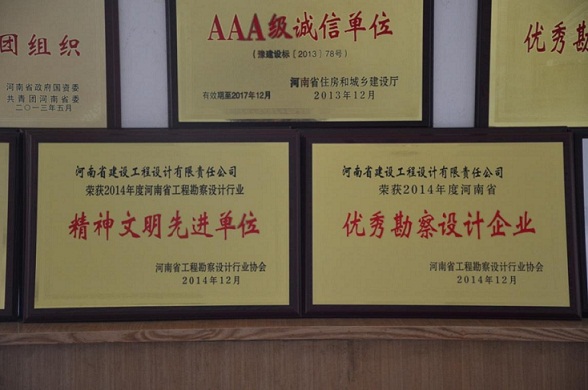 团组织
河南省政府国资委
共青团河南省委
二〇一三年五月
AAA级诚信单位
(豫建设标〔2013〕78号)
河南省住房和城乡建设厅
有效期至2017年12月
2013年12月
优秀勘察
河南省建设工程设计有限责任公司
荣获2014年度河南省工程勘察设计行业
精神文明先进单位
河南省工程勘察设计行业协会
2014年12月
河南省建设工程设计有限责任公司
荣获2014年度河南省
优秀勘察设计企业
河南省工程勘察设计行业协会
2014年12月